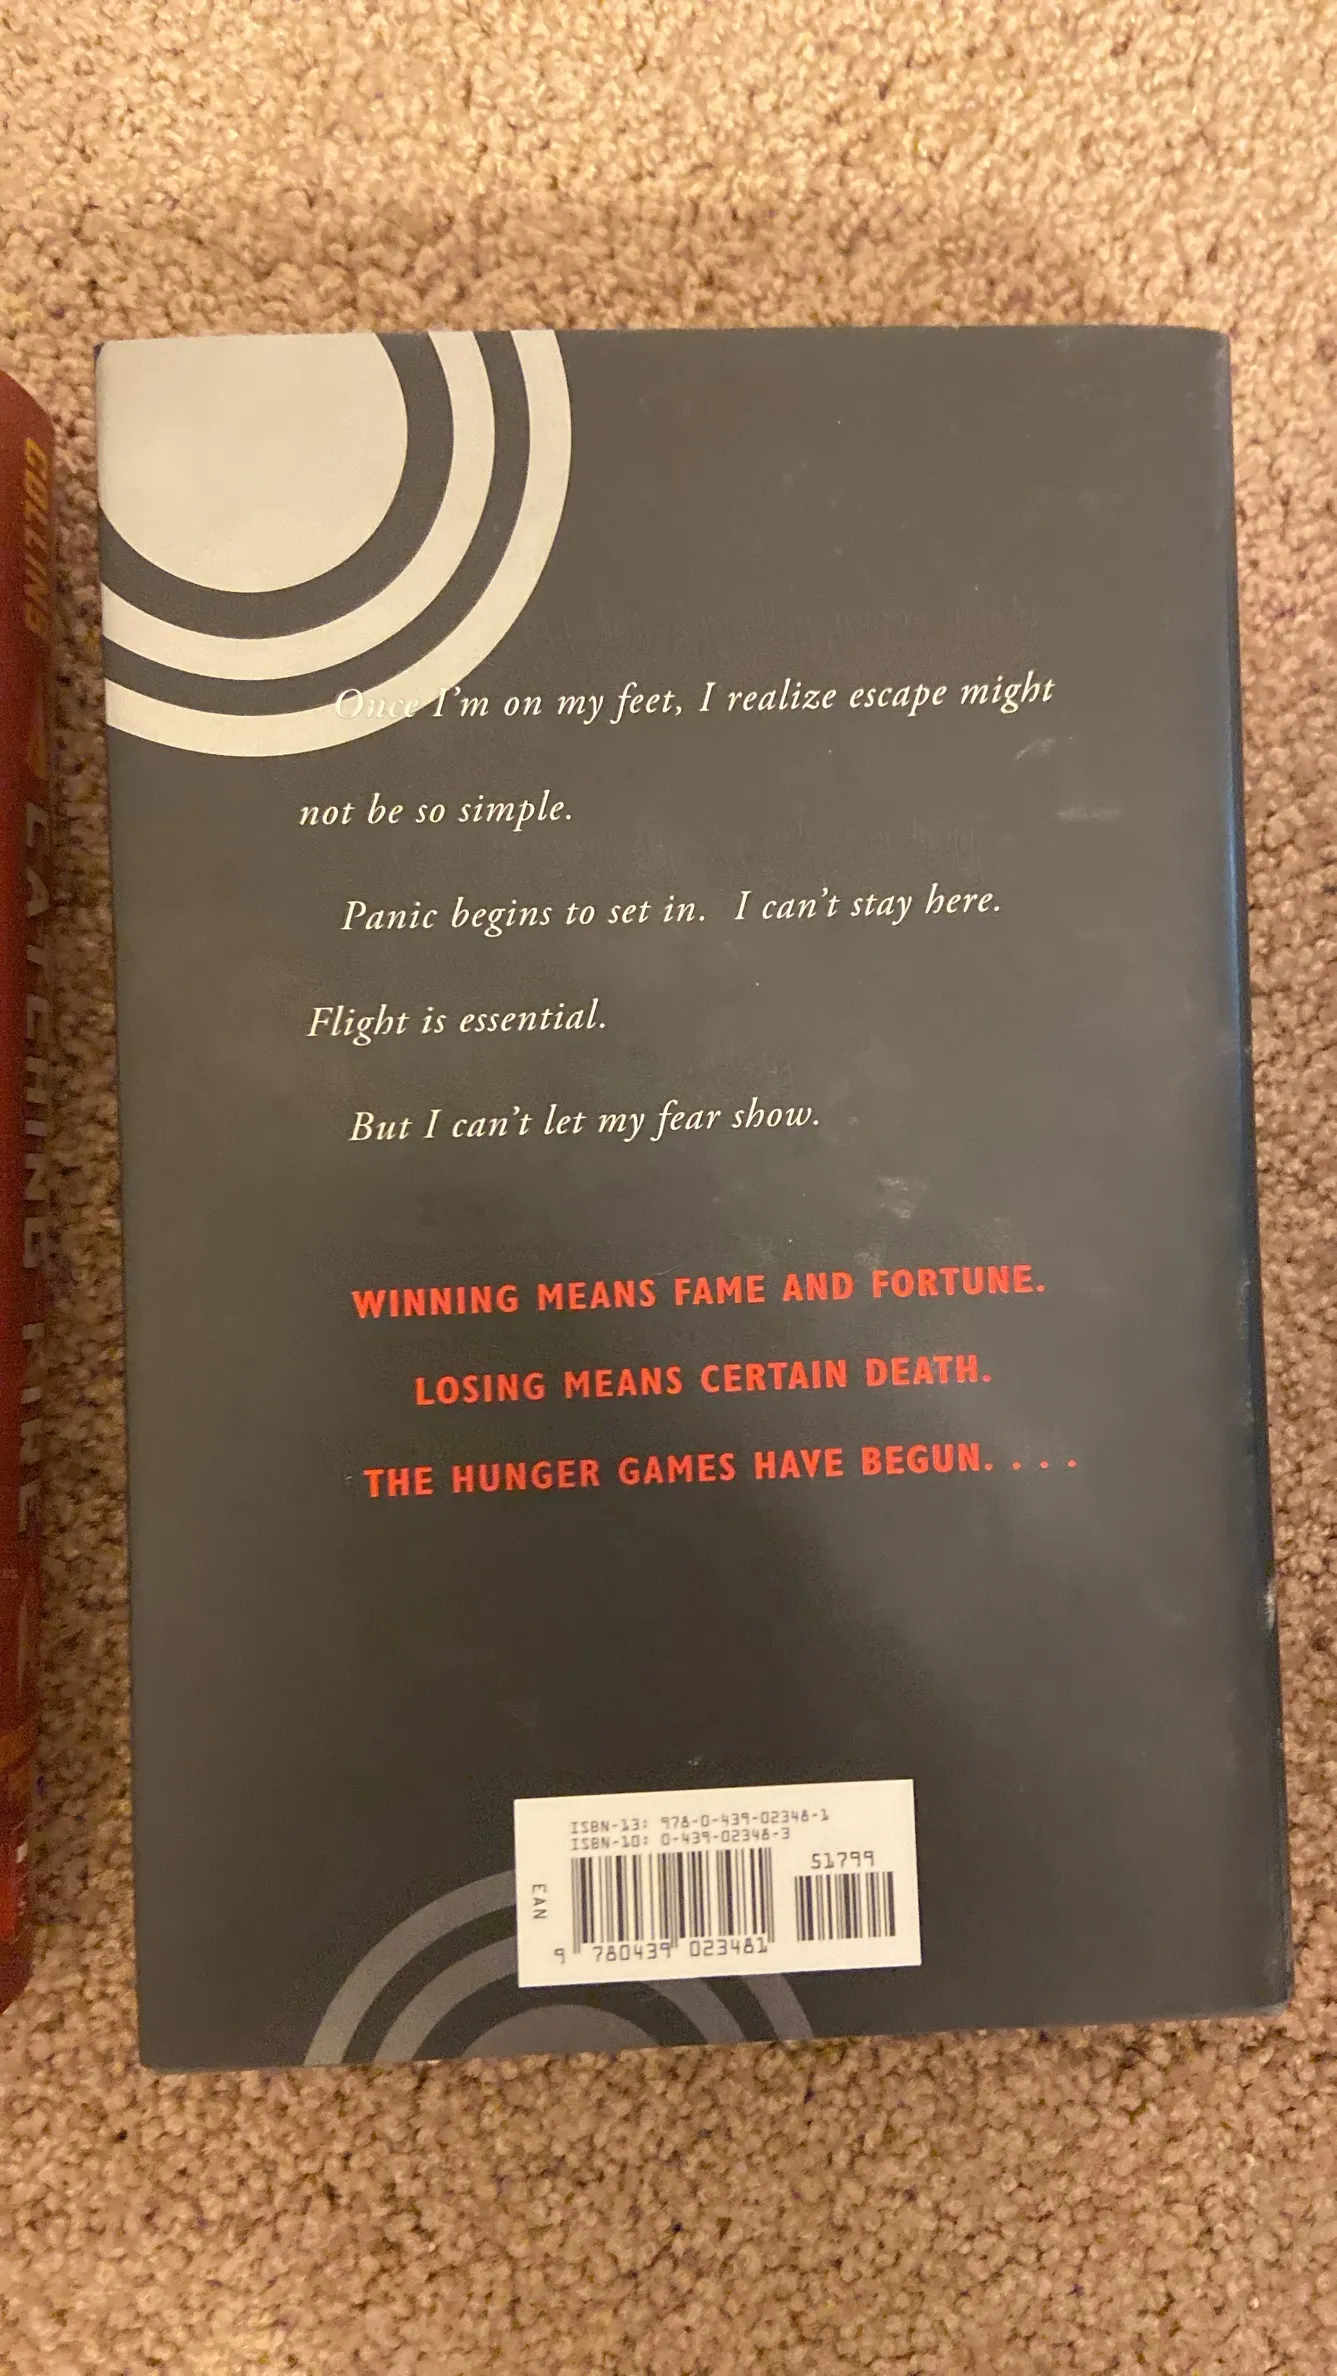 COLLINS
CATCHING FIRE
Once I'm on my feet, I realize escape might
not be so simple.
Panic begins to set in. I can't stay here.
Flight is essential.
But I can't let my fear show.
WINNING MEANS FAME AND FORTUNE.
LOSING MEANS CERTAIN DEATH.
THE HUNGER GAMES HAVE BEGUN. . . .
ISBN-13: 978-0-439-02348-1
ISBN-10: 0-439-02348-3
51799
EAN
9 780439 023481